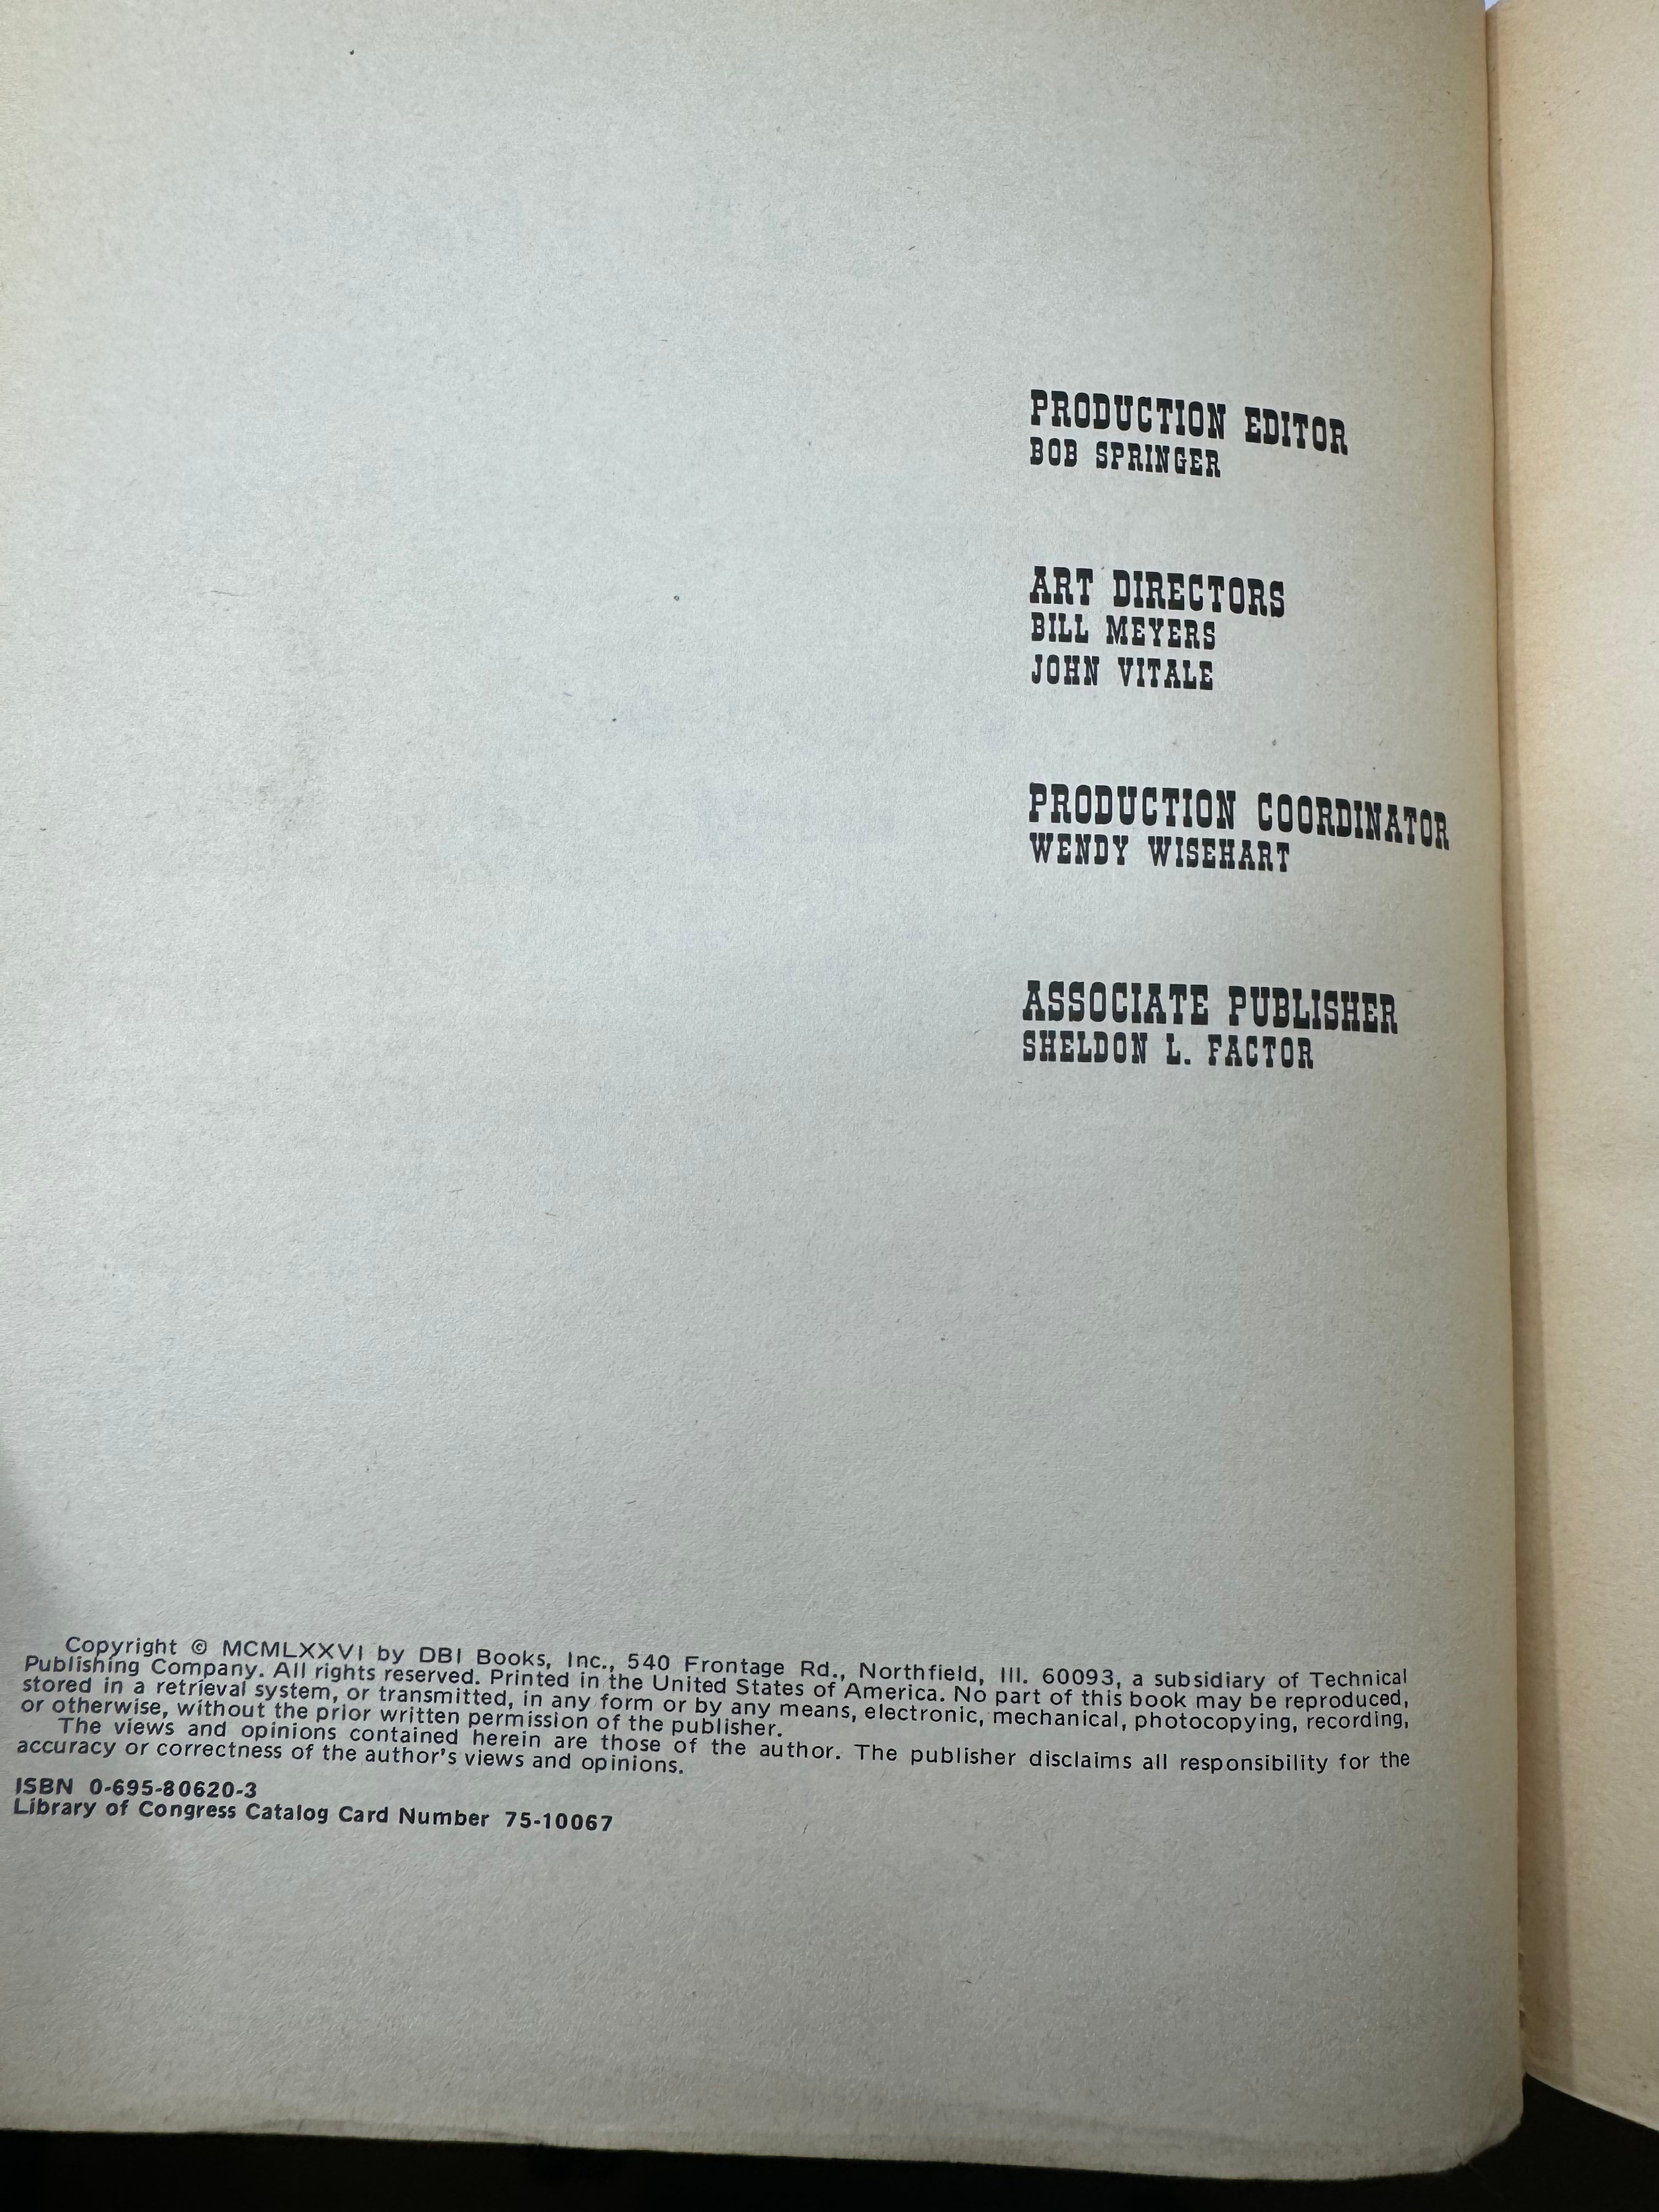 PRODUCTION EDITOR
BOB SPRINGER
ART DIRECTORS
BILL MEYERS
JOHN VITALE
PRODUCTION COORDINATOR
WENDY WISEHART
ASSOCIATE PUBLISHER
SHELDON L. FACTOR
Copyright © MCMLXXVI by DBI Books, Inc., 540 Frontage Rd., Northfield, Ill. 60093, a subsidiary of Technical
Publishing Company. All rights reserved. Printed in the United States of America. No part of this book may be reproduced,
stored in a retrieval system, or transmitted, in any form or by any means, electronic, mechanical, photocopying, recording,
or otherwise, without the prior written permission of the publisher.
The views and opinions contained herein are those of the author. The publisher disclaims all responsibility for the
accuracy or correctness of the author's views and opinions.
ISBN 0-695-80620-3
Library of Congress Catalog Card Number 75-10067